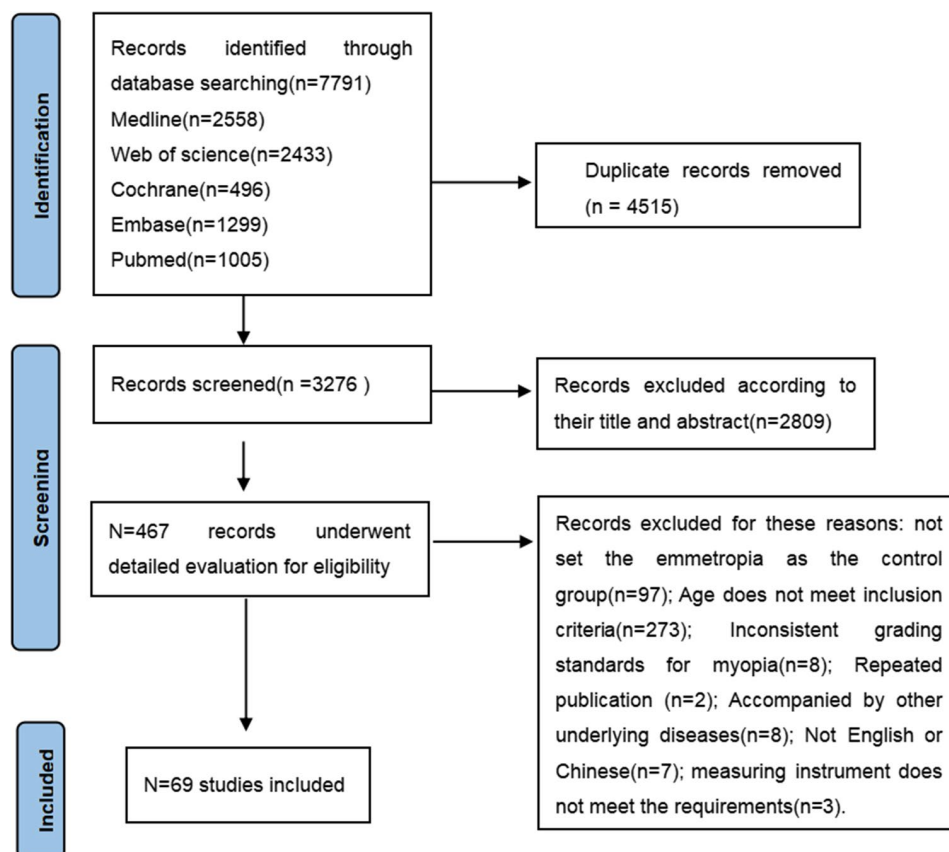 Identification
Records identified through
database searching(n=7791)
Medline(n=2558)
Web of science(n=2433)
Cochrane(n=496)
Embase(n=1299)
Pubmed(n=1005)
Duplicate records removed
(n = 4515)
Screening
Records screened(n =3276 )
Records excluded according to
their title and abstract(n=2809)
N=467 records underwent
detailed evaluation for eligibility
Records excluded for these reasons: not
set the emmetropia as the control
group(n=97); Age does not meet inclusion
criteria(n=273); Inconsistent grading
standards for myopia(n=8); Repeated
publication (n=2); Accompanied by other
underlying diseases(n=8); Not English or
Chinese(n=7); measuring instrument does
not meet the requirements(n=3).
Included
N=69 studies included